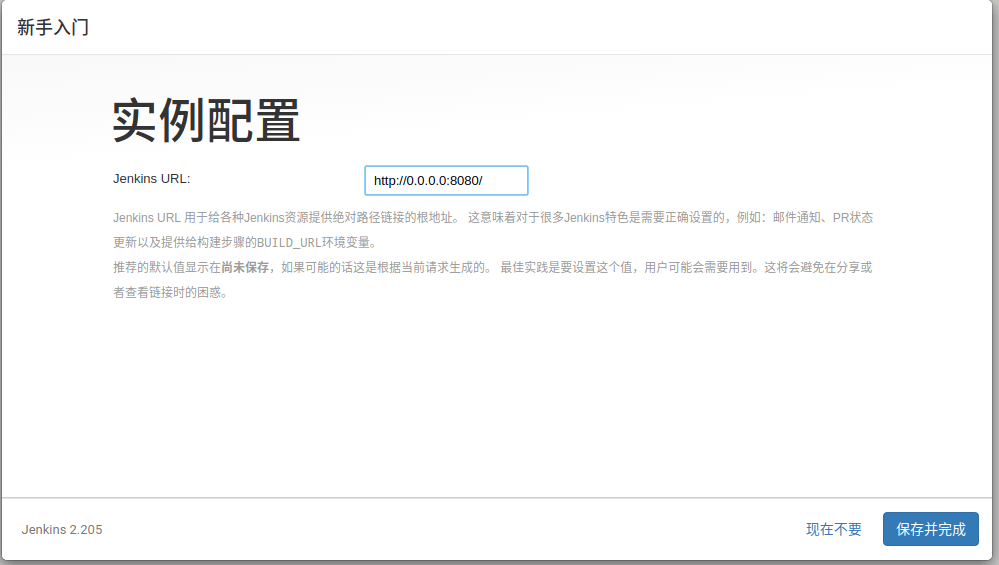 新手入门
实例配置
Jenkins URL: http://0.0.0.0:8080/
Jenkins URL 用于给各种Jenkins资源提供绝对路径链接的根地址。 这意味着对于很多Jenkins特色是需要正确设置的，例如：邮件通知、PR状态
更新以及提供给构建步骤的BUILD_URL环境变量。
推荐的默认值显示在尚未保存，如果可能的话这是根据当前请求生成的。 最佳实践是要设置这个值，用户可能会需要用到。这将会避免在分享或
者查看链接时的困惑。
Jenkins 2.205 现在不要 保存并完成